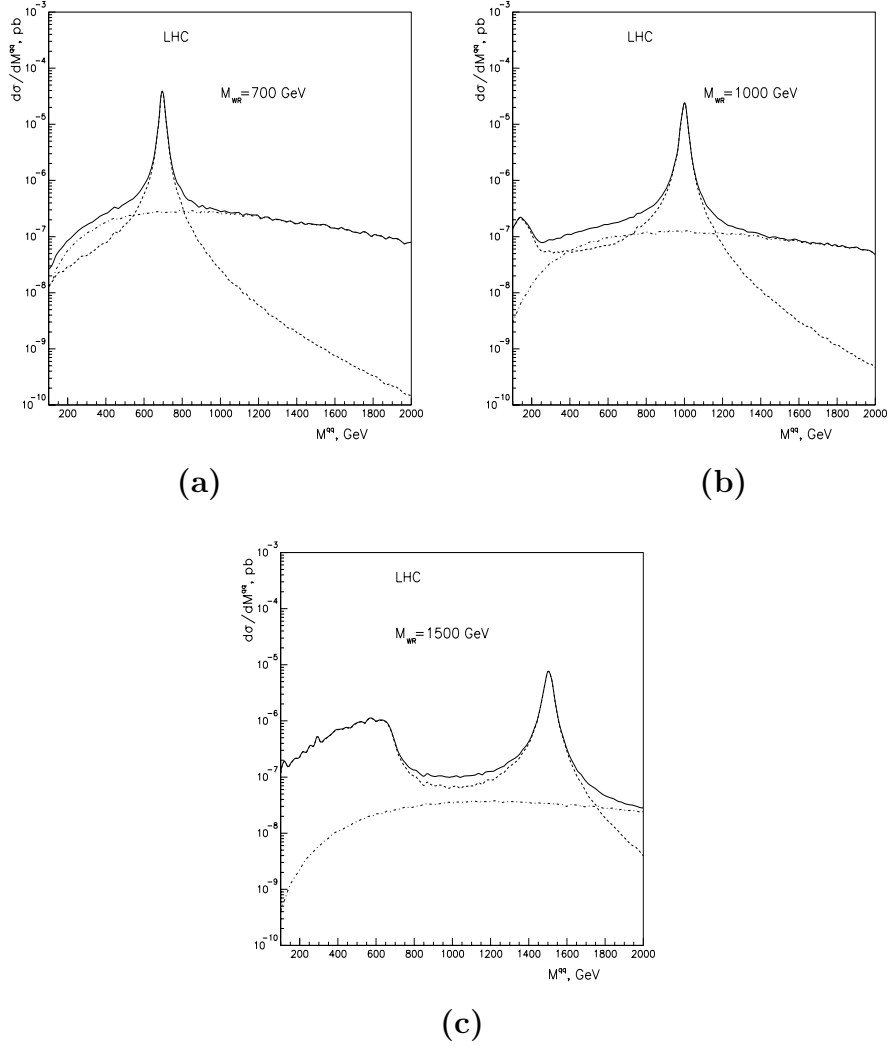 dσ/dM^qq, pb
10^-3
10^-4
10^-5
10^-6
10^-7
10^-8
10^-9
10^-10
LHC
M_WR=700 GeV
200 400 600 800 1000 1200 1400 1600 1800 2000
M^qq, GeV
(a)
dσ/dM^qq, pb
10^-3
10^-4
10^-5
10^-6
10^-7
10^-8
10^-9
10^-10
LHC
M_WR=1000 GeV
200 400 600 800 1000 1200 1400 1600 1800 2000
M^qq, GeV
(b)
dσ/dM^qq, pb
10^-3
10^-4
10^-5
10^-6
10^-7
10^-8
10^-9
10^-10
LHC
M_WR=1500 GeV
200 400 600 800 1000 1200 1400 1600 1800 2000
M^qq, GeV
(c)